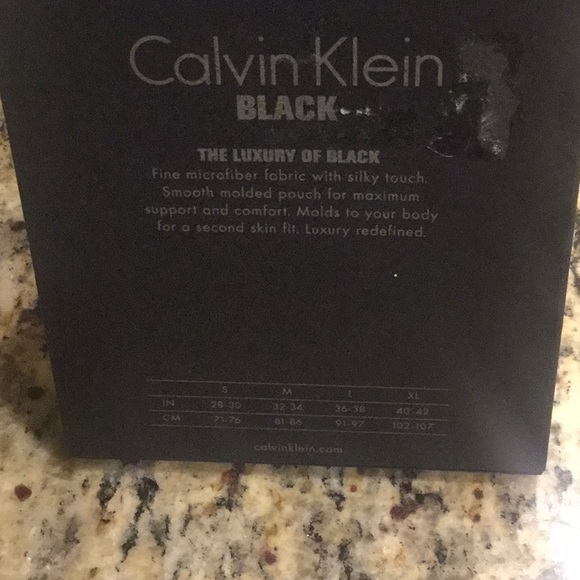 Calvin Klein
BLACK
THE LUXURY OF BLACK
Fine microfiber fabric with silky touch.
Smooth molded pouch for maximum
support and comfort. Molds to your body
for a second skin fit. Luxury redefined.
S M L XL
IN 28-30 32-34 36-38 40-42
CM 71-76 81-86 91-97 102-107
calvinklein.com